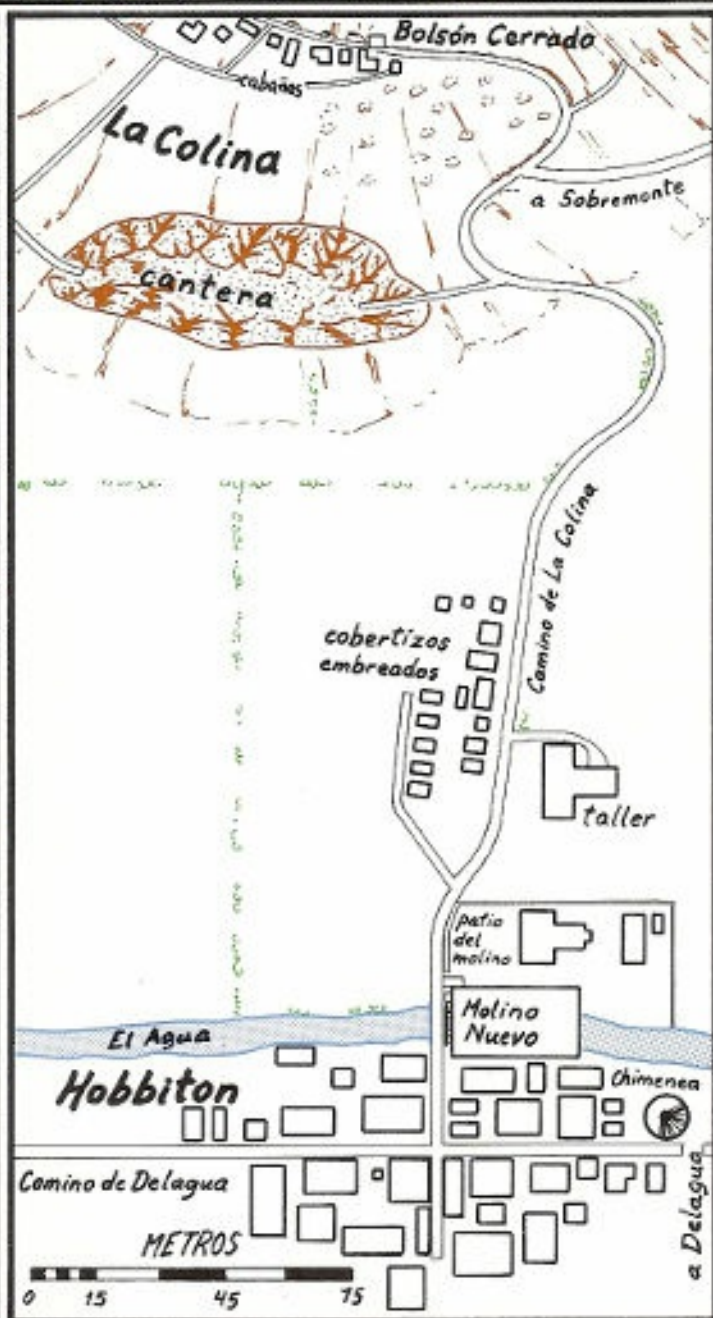 Bolsón Cerrado
cabañas
La Colina
a Sobremonte
cantera
Camino de La Colina
cobertizos
embreados
taller
patio
del
molino
Molino
Nuevo
El Agua
Hobbiton
Chimenea
Camino de Delagua
a Delagua
METROS
0 15 45 75